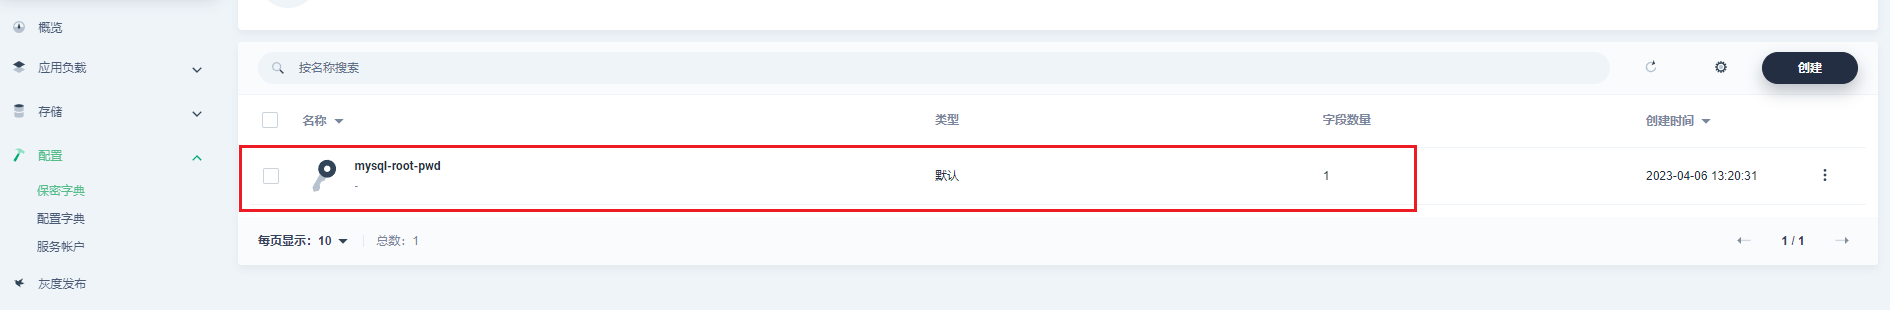 概览
应用负载
存储
配置
保密字典
配置字典
服务帐户
灰度发布
按名称搜索
创建
名称 类型 字段数量 创建时间
mysql-root-pwd 默认 1 2023-04-06 13:20:31
-
每页显示: 10 总数: 1 1 / 1